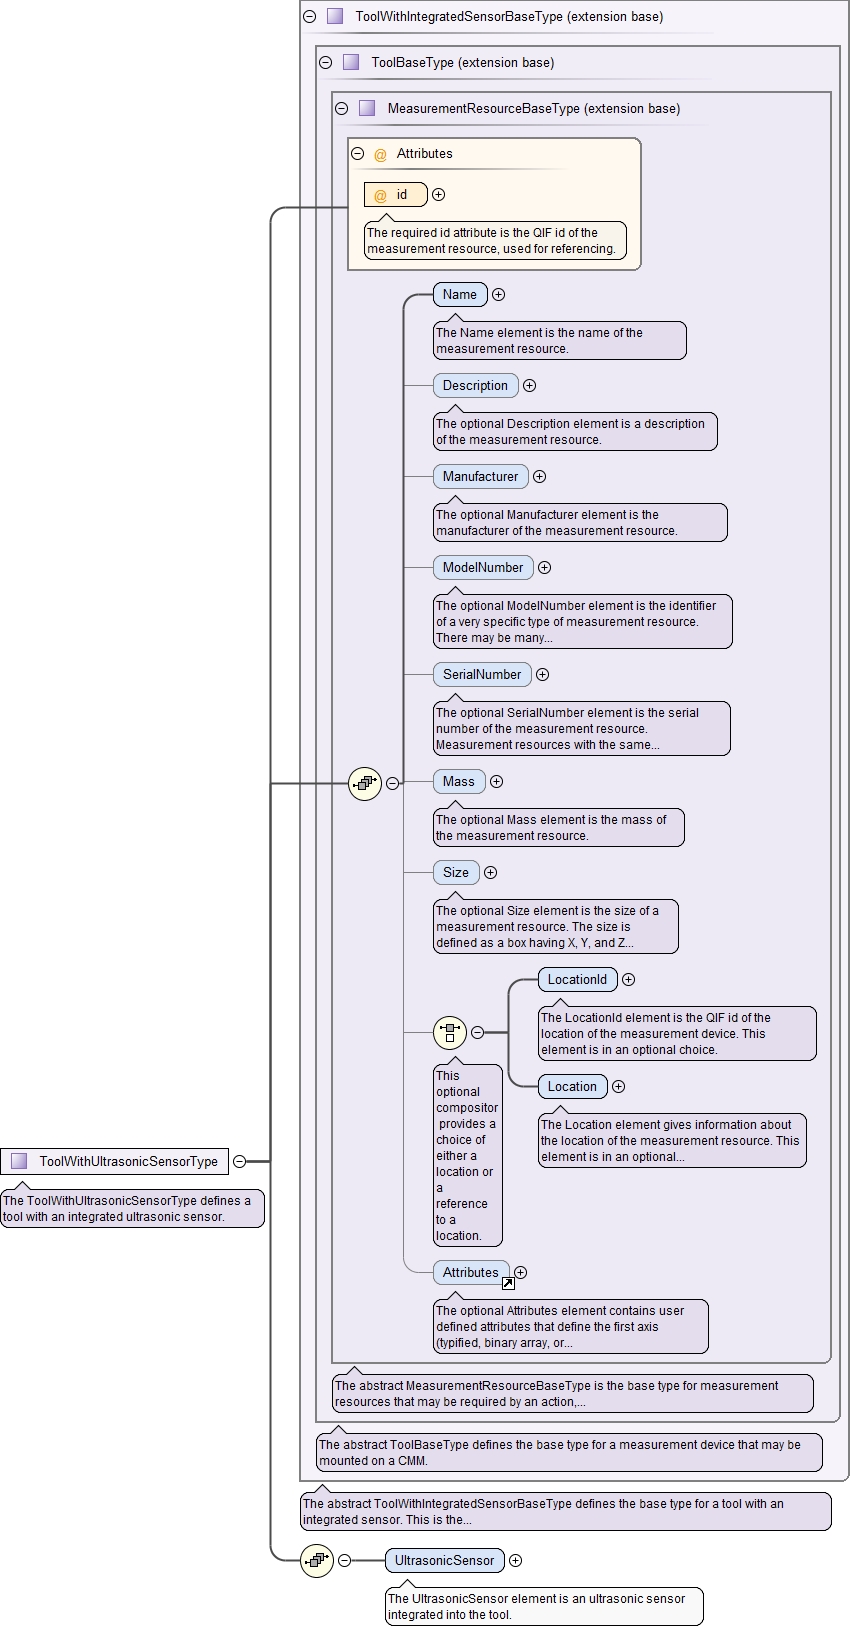 ToolWithIntegratedSensorBaseType (extension base)
ToolBaseType (extension base)
MeasurementResourceBaseType (extension base)
@ Attributes
@ id
The required id attribute is the QIF id of the
measurement resource, used for referencing.
Name
The Name element is the name of the
measurement resource.
Description
The optional Description element is a description
of the measurement resource.
Manufacturer
The optional Manufacturer element is the
manufacturer of the measurement resource.
ModelNumber
The optional ModelNumber element is the identifier
of a very specific type of measurement resource.
There may be many...
SerialNumber
The optional SerialNumber element is the serial
number of the measurement resource.
Measurement resources with the same...
Mass
The optional Mass element is the mass of
the measurement resource.
Size
The optional Size element is the size of a
measurement resource. The size is
defined as a box having X, Y, and Z...
LocationId
The LocationId element is the QIF id of the
location of the measurement device. This
element is in an optional choice.
This
optional
compositor
provides a
choice of
either a
location or
a
reference
to a
location.
Location
The Location element gives information about
the location of the measurement resource. This
element is in an optional...
ToolWithUltrasonicSensorType
The ToolWithUltrasonicSensorType defines a
tool with an integrated ultrasonic sensor.
Attributes
The optional Attributes element contains user
defined attributes that define the first axis
(typified, binary array, or...
The abstract MeasurementResourceBaseType is the base type for measurement
resources that may be required by an action,...
The abstract ToolBaseType defines the base type for a measurement device that may be
mounted on a CMM.
The abstract ToolWithIntegratedSensorBaseType defines the base type for a tool with an
integrated sensor. This is the...
UltrasonicSensor
The UltrasonicSensor element is an ultrasonic sensor
integrated into the tool.